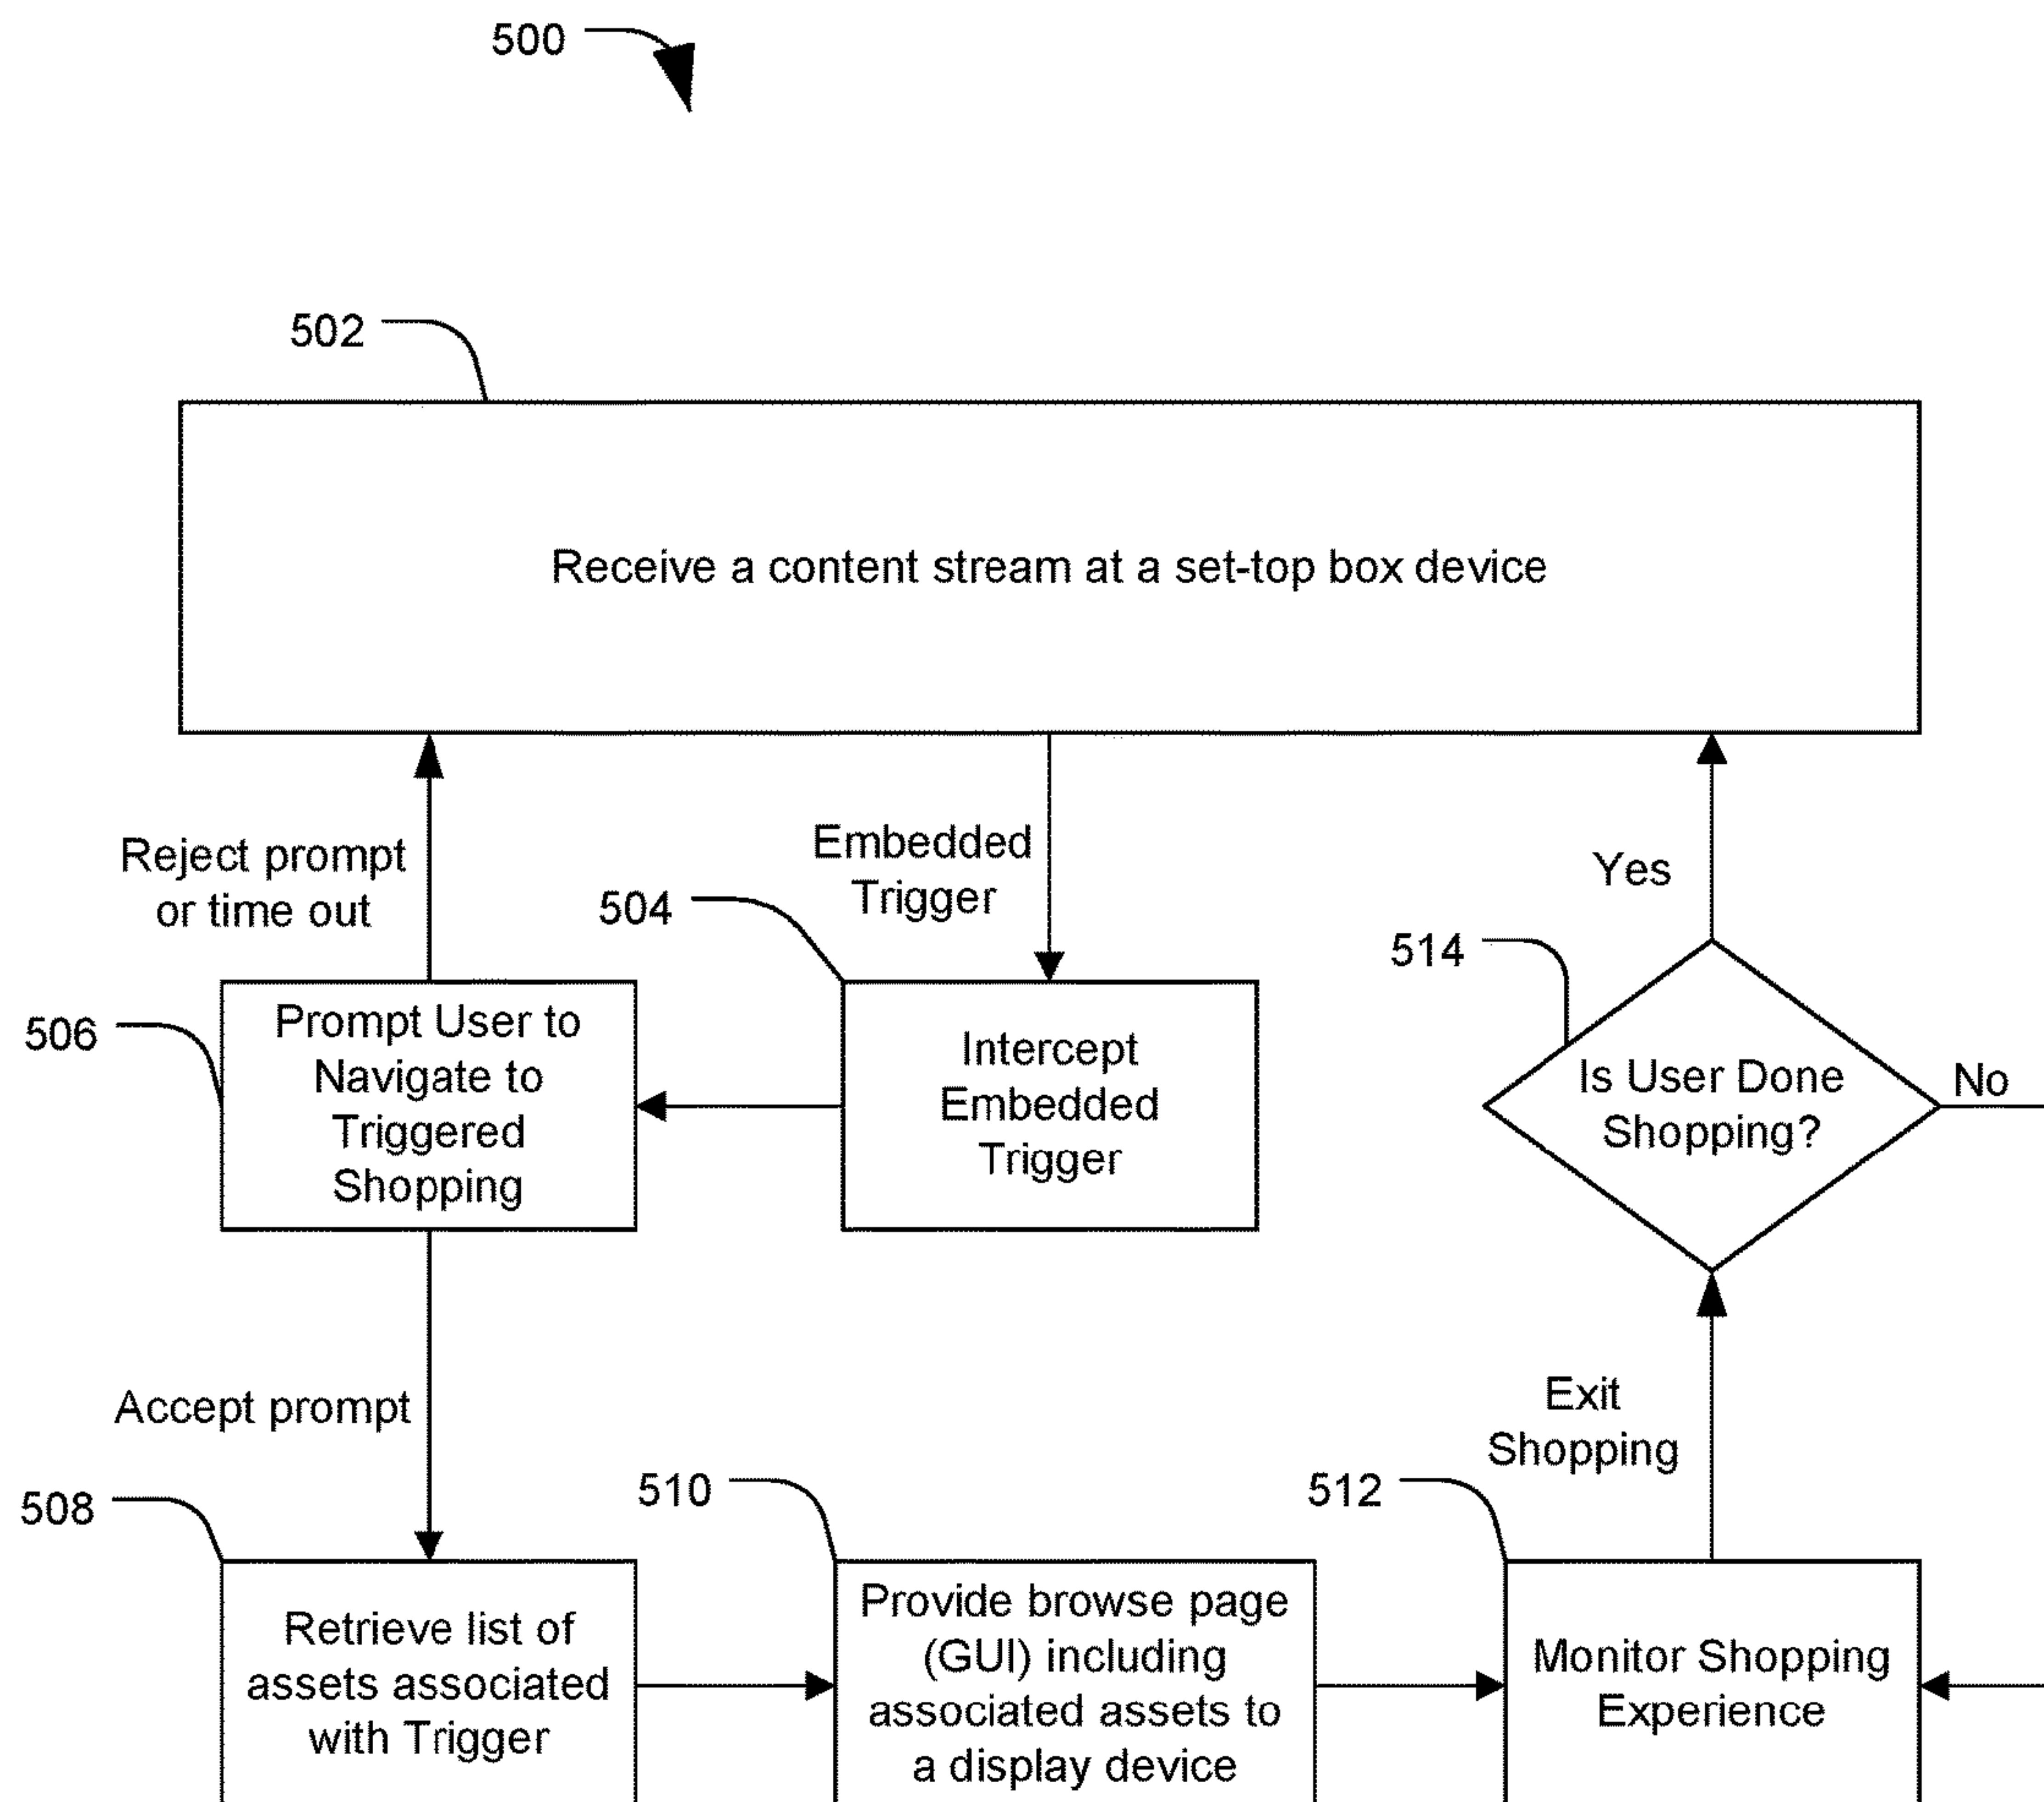 500
502
Receive a content stream at a set-top box device
Reject prompt
or time out
Embedded
Trigger
Yes
504
514
506
Prompt User to
Navigate to
Triggered
Shopping
Intercept
Embedded
Trigger
Is User Done
Shopping?
No
Accept prompt
Exit
Shopping
508
510
512
Retrieve list of
assets associated
with Trigger
Provide browse page
(GUI) including
associated assets to
a display device
Monitor Shopping
Experience